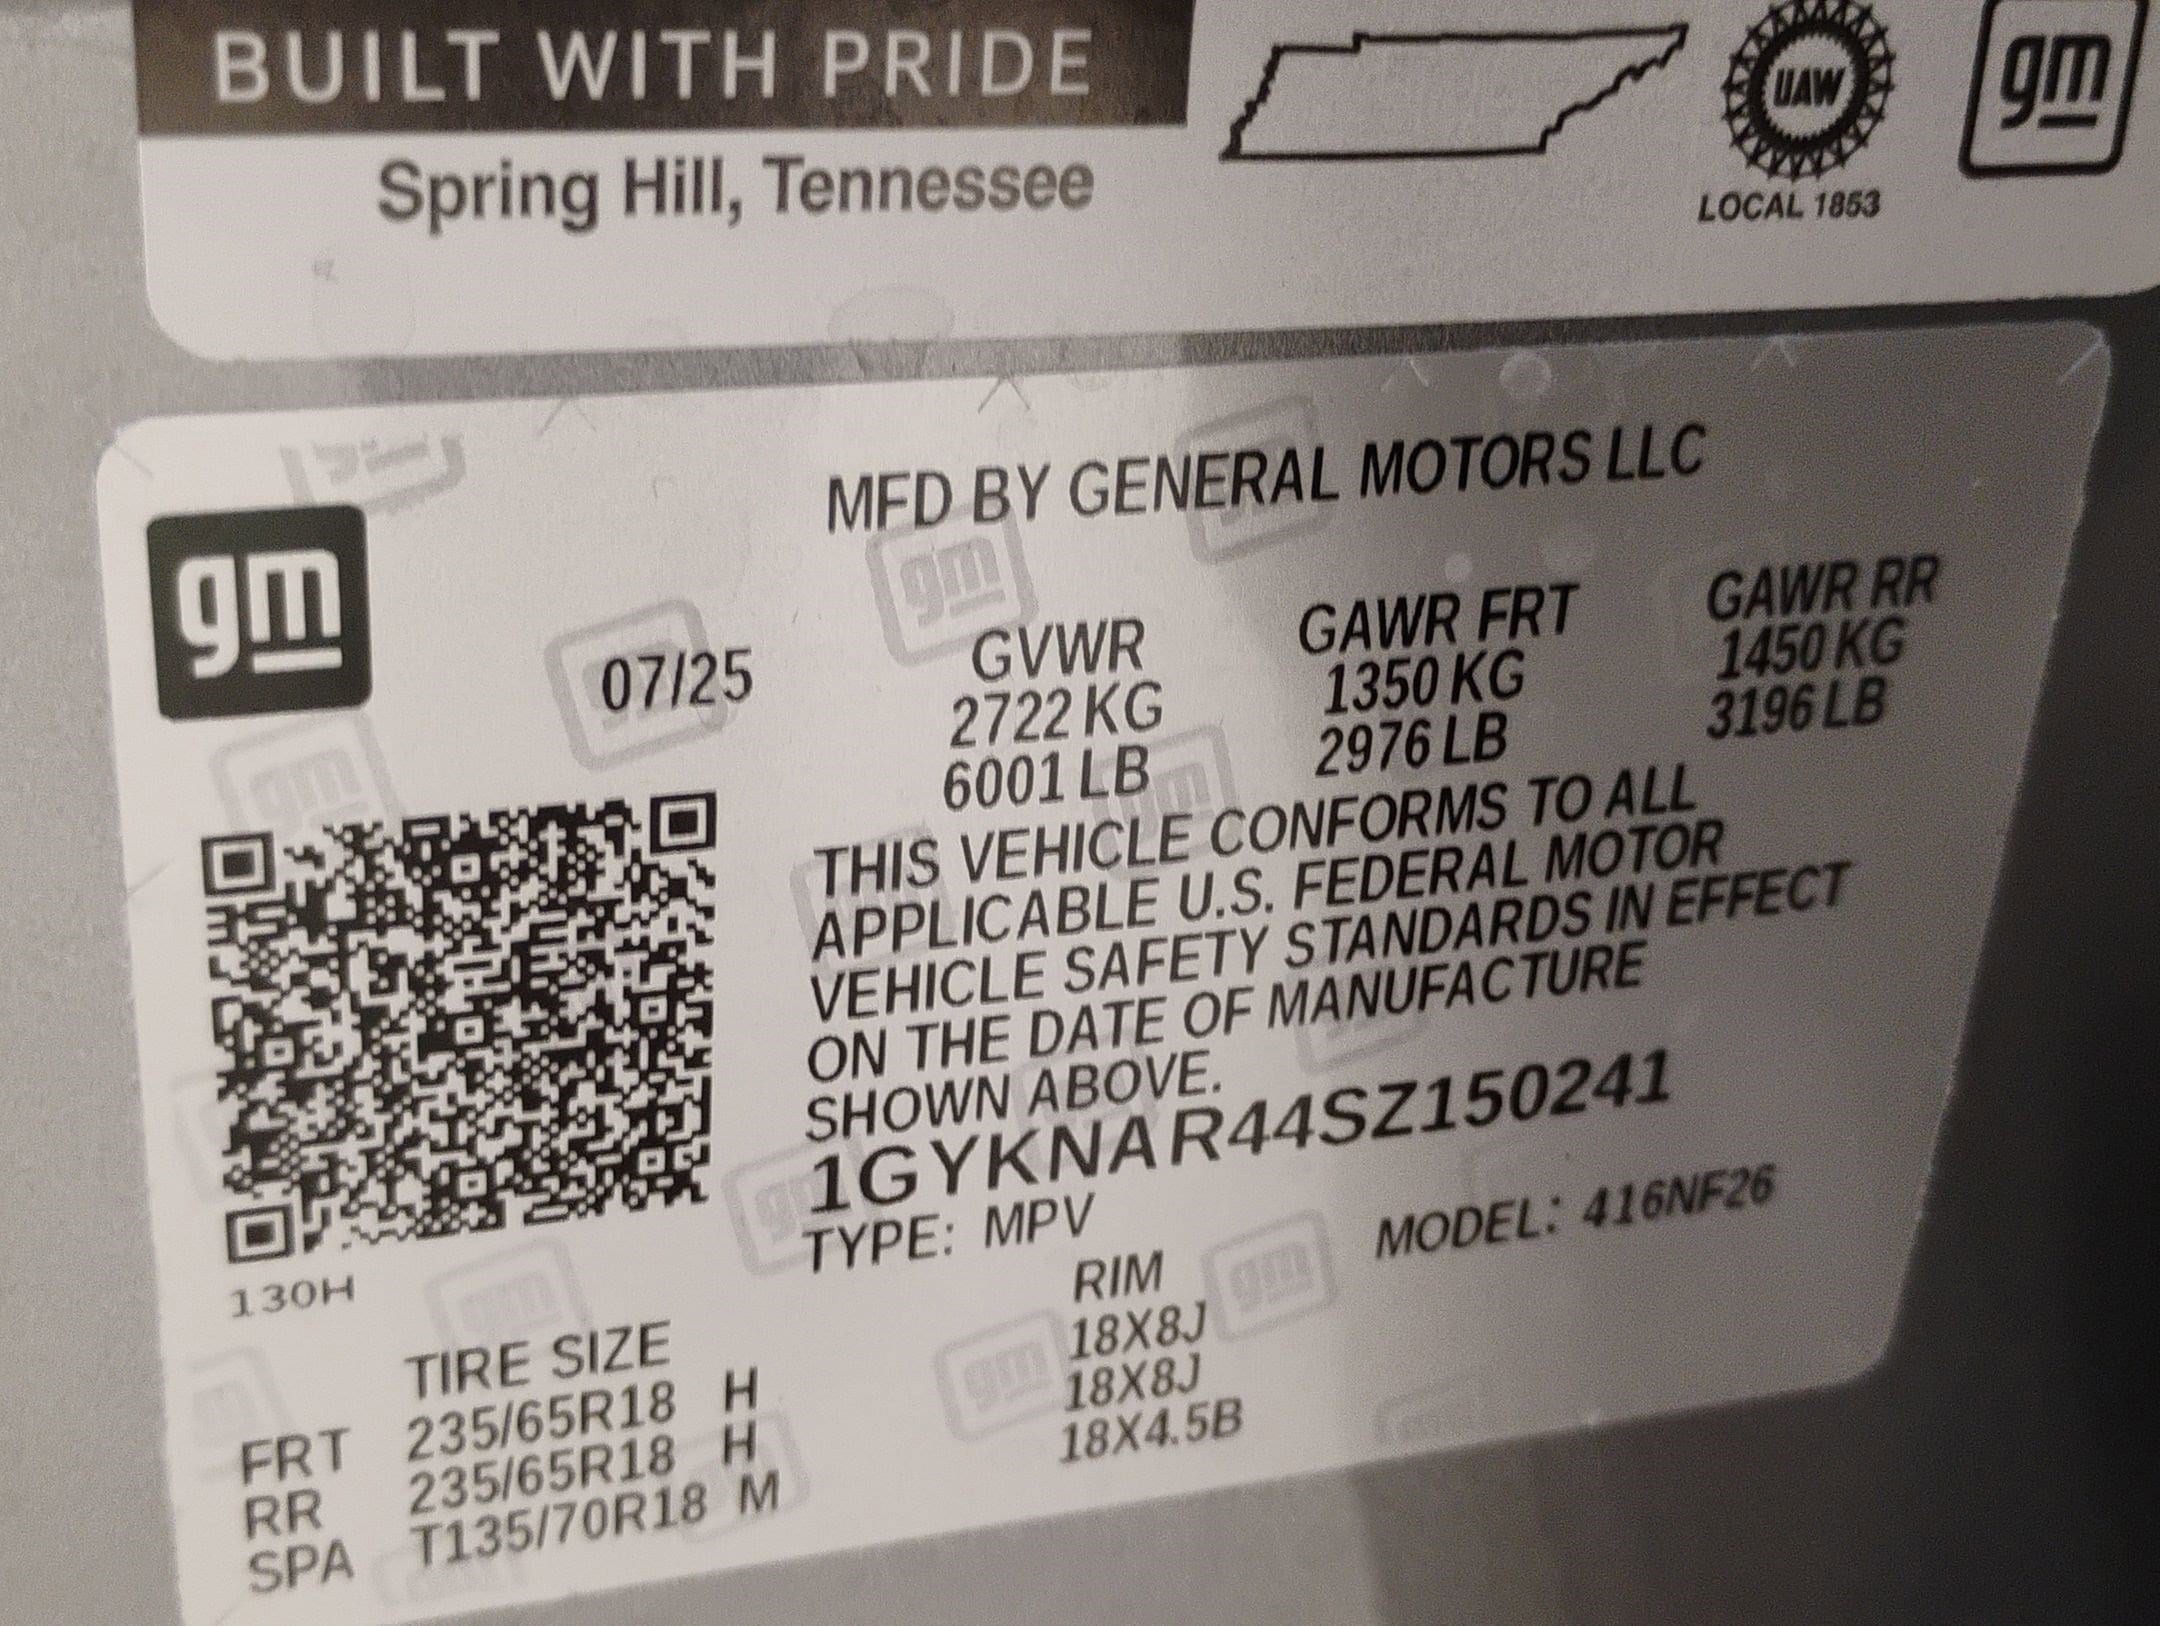 BUILT WITH PRIDE
Spring Hill, Tennessee
UAW
LOCAL 1853
gm
MFD BY GENERAL MOTORS LLC
gm
07/25
GVWR
2722 KG
6001 LB
GAWR FRT
1350 KG
2976 LB
GAWR RR
1450 KG
3196 LB
THIS VEHICLE CONFORMS TO ALL
APPLICABLE U.S. FEDERAL MOTOR
VEHICLE SAFETY STANDARDS IN EFFECT
ON THE DATE OF MANUFACTURE
SHOWN ABOVE.
1GYKNAR44SZ150241
TYPE: MPV
MODEL: 416NF26
130H
TIRE SIZE RIM
FRT 235/65R18 H 18X8J
RR 235/65R18 H 18X8J
SPA T135/70R18 M 18X4.5B